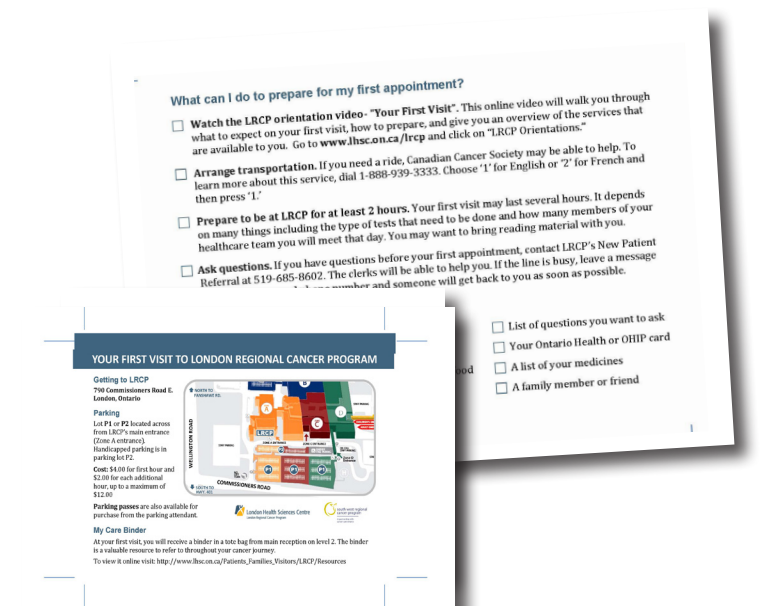 What can I do to prepare for my first appointment?
Watch the LRCP orientation video- "Your First Visit". This online video will walk you through
what to expect on your first visit, how to prepare, and give you an overview of the services that
are available to you. Go to www.lhsc.on.ca/lrcp and click on "LRCP Orientations."
Arrange transportation. If you need a ride, Canadian Cancer Society may be able to help. To
learn more about this service, dial 1-888-939-3333. Choose '1' for English or '2' for French and
then press '1.'
Prepare to be at LRCP for at least 2 hours. Your first visit may last several hours. It depends
on many things including the type of tests that need to be done and how many members of your
healthcare team you will meet that day. You may want to bring reading material with you.
Ask questions. If you have questions before your first appointment, contact LRCP's New Patient
Referral at 519-685-8602. The clerks will be able to help you. If the line is busy, leave a message
number and someone will get back to you as soon as possible.
List of questions you want to ask
Your Ontario Health or OHIP card
A list of your medicines
A family member or friend
YOUR FIRST VISIT TO LONDON REGIONAL CANCER PROGRAM
Getting to LRCP
790 Commissioners Road E.
London, Ontario
Parking
Lot P1 or P2 located across
from LRCP's main entrance
(Zone A entrance).
Handicapped parking is in
parking lot P2.
Cost: $4.00 for first hour and
$2.00 for each additional
hour, up to a maximum of
$12.00
Parking passes are also available for
purchase from the parking attendant.
NORTH TO
WELLINGTON ROAD
A
B
C
D
LRCP
P1
P1
COMMISSIONERS ROAD
SOUTH TO
London Health Sciences Centre
London Regional Cancer Program
south west regional
cancer program
My Care Binder
At your first visit, you will receive a binder in a tote bag from main reception on level 2. The binder
is a valuable resource to refer to throughout your cancer journey.
To view it online visit: http://www.lhsc.on.ca/Patients_Families_Visitors/LRCP/Resources